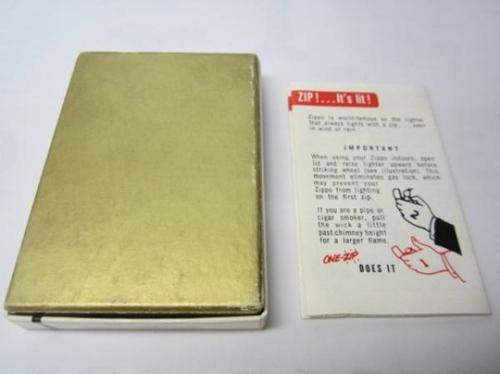 ZIP!...It's lit!
Zippo is world-famous as the lighter
that always lights with a zip.... even
in wind or rain.
IMPORTANT
When using your Zippo indoors, open
lid and raise lighter upward before
striking wheel (see illustration). This
movement eliminates gas lock, which
may prevent your
Zippo from lighting
on the first zip.
If you are a pipe or
cigar smoker, pull
the wick a little
past chimney height
for a larger flame.
2
1
ONE-ZIP
DOES IT